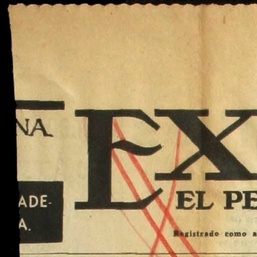 NA
EX
EL PE
ADE-
A.
Registrado como a